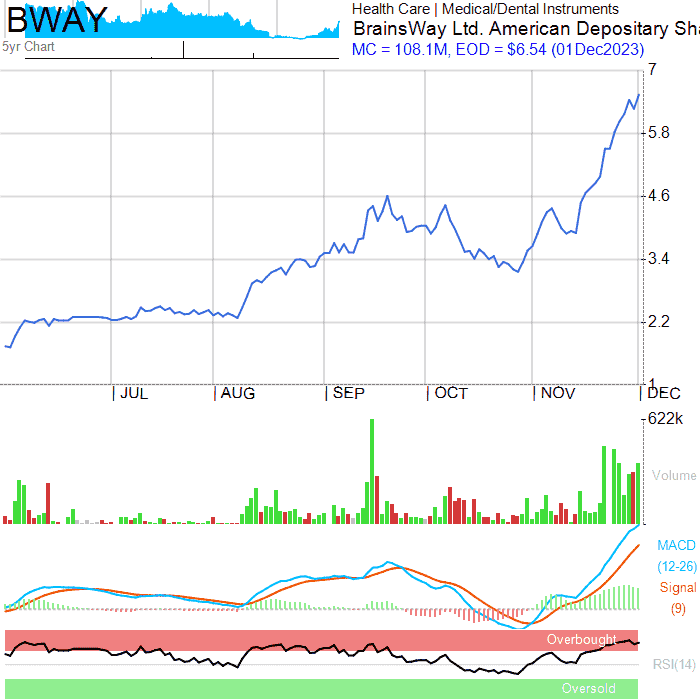 BWAY
Health Care | Medical/Dental Instruments
BrainsWay Ltd. American Depositary Sha
5yr Chart
MC = 108.1M, EOD = $6.54 (01Dec2023)
7
5.8
4.6
3.4
2.2
1
JUL
AUG
SEP
OCT
NOV
DEC
622k
Volume
MACD
(12-26)
Signal
(9)
Overbought
RSI(14)
Oversold